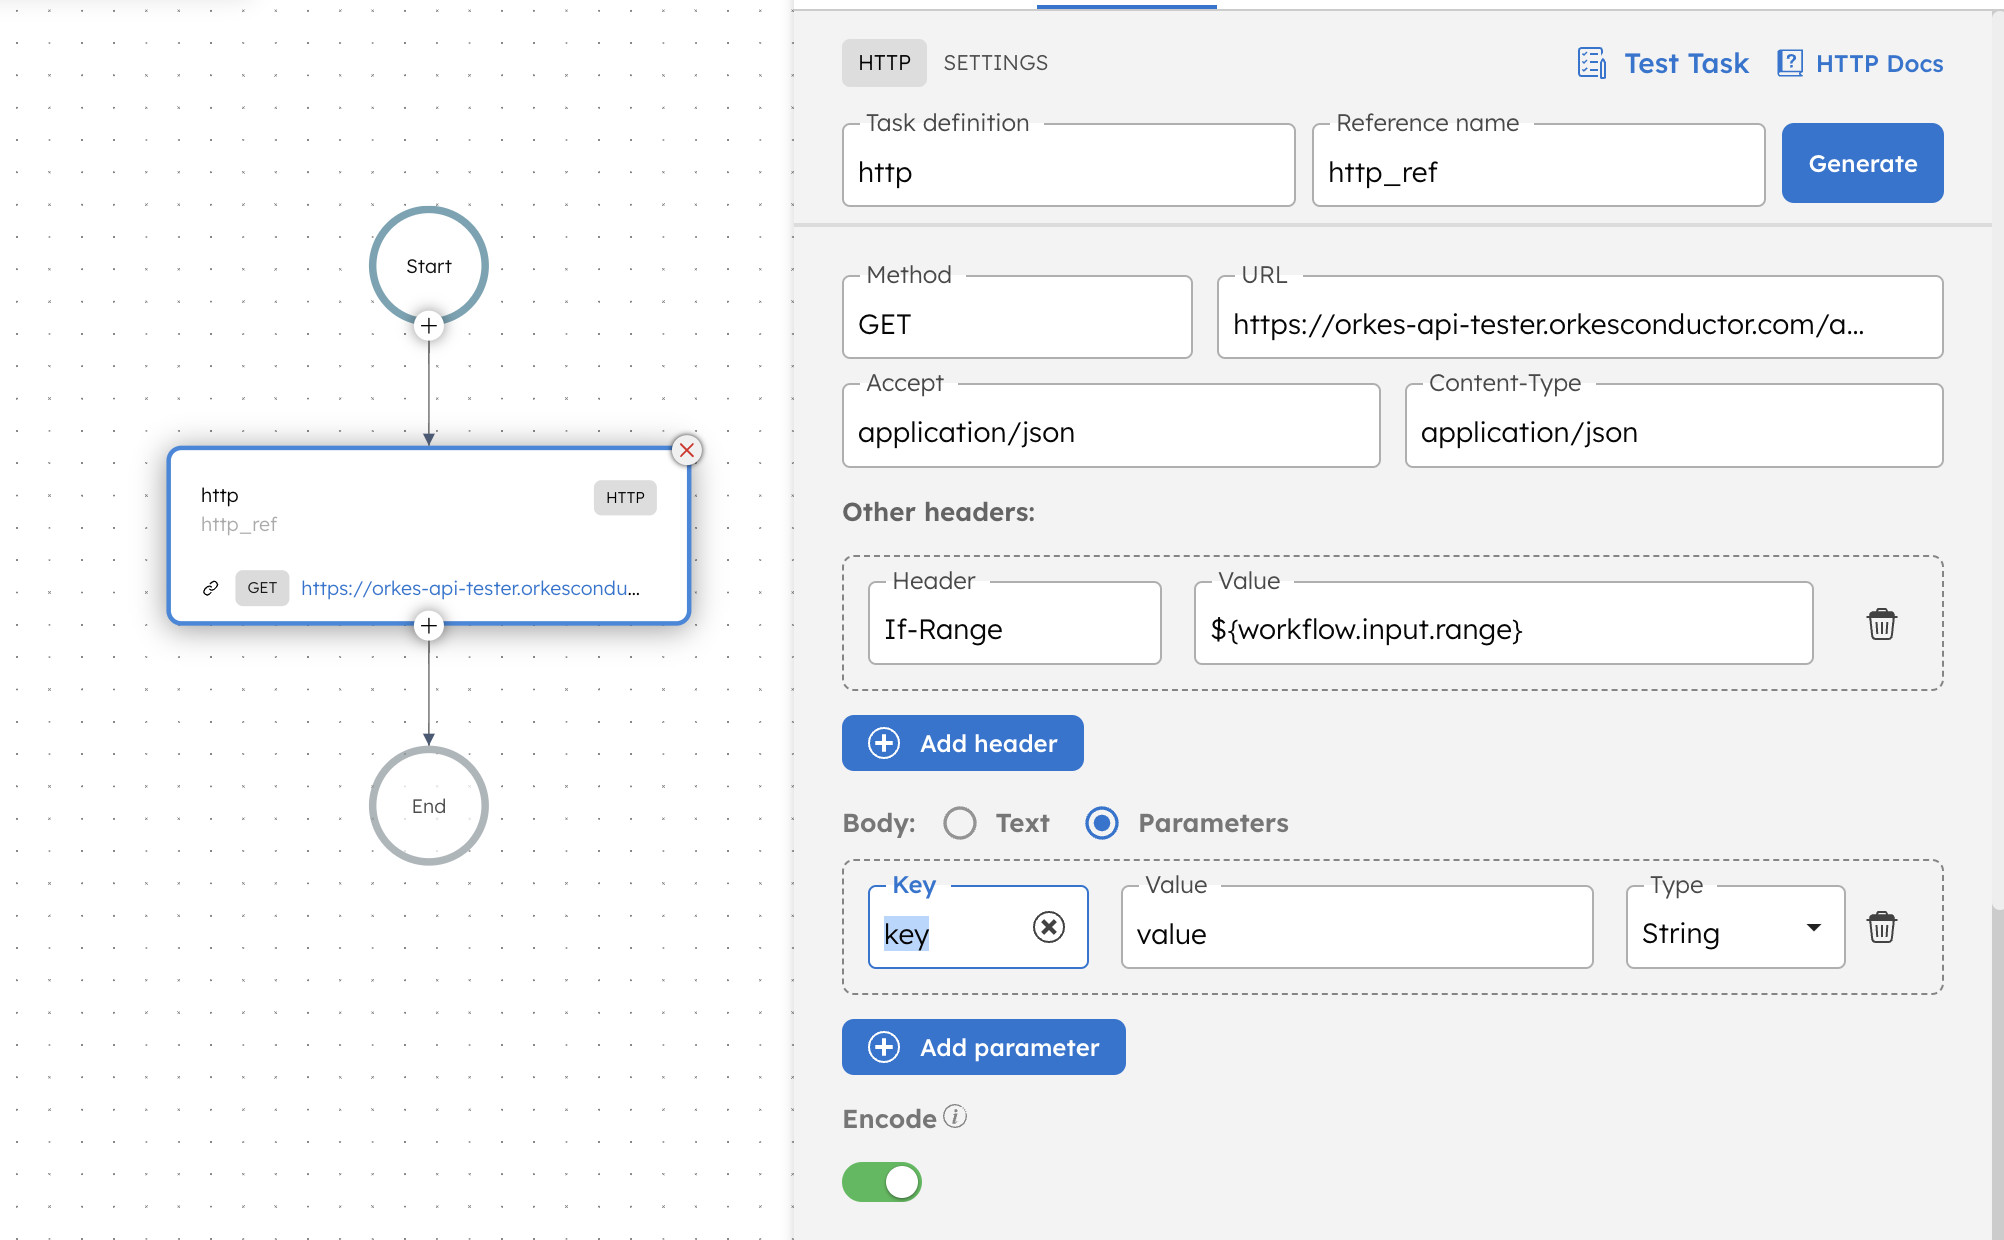 Start
http
HTTP
http_ref
GET https://orkes-api-tester.orkescondu...
End
HTTP SETTINGS Test Task HTTP Docs
Task definition
http
Reference name
http_ref
Generate
Method
GET
URL
https://orkes-api-tester.orkesconductor.com/a...
Accept
application/json
Content-Type
application/json
Other headers:
Header
If-Range
Value
${workflow.input.range}
Add header
Body: Text Parameters
Key
key
Value
value
Type
String
Add parameter
Encode